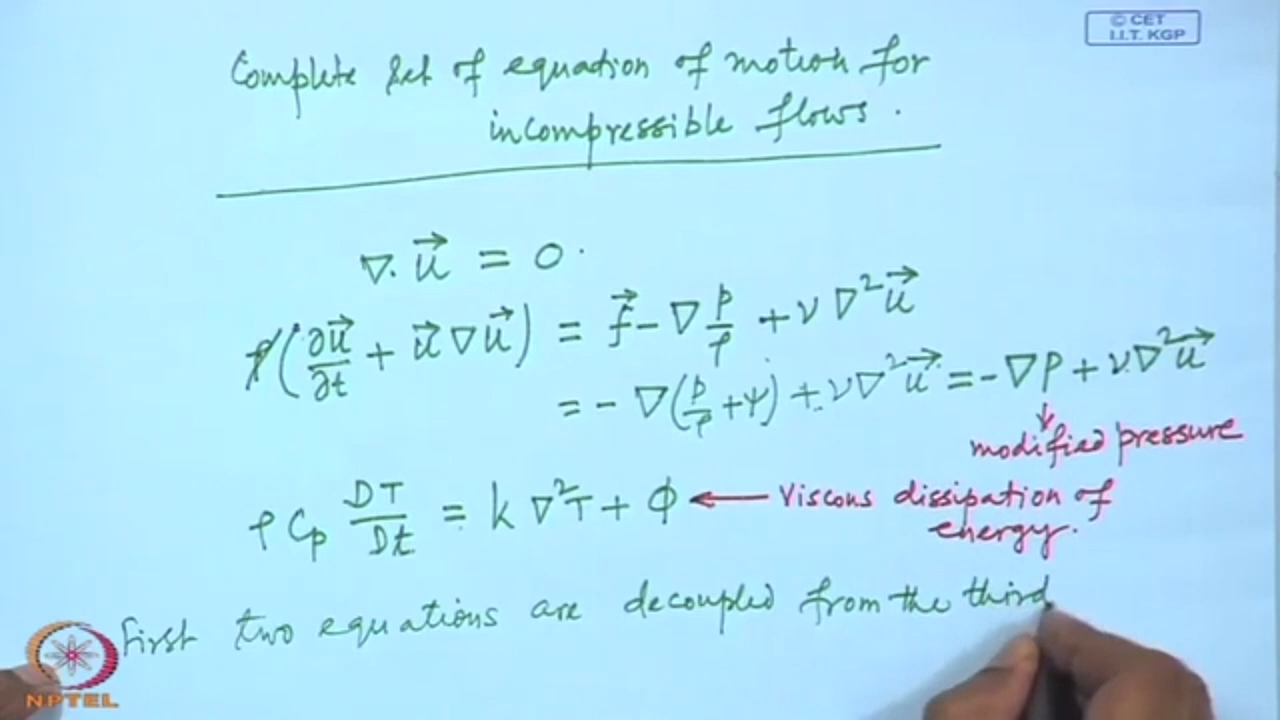 © CET
I.I.T. KGP
Complete set of equation of motion for
incompressible flows.
∇. u⃗ = 0.
ρ(∂u⃗/∂t + u⃗ ∇ u⃗) = f⃗ - ∇ p/ρ + ν ∇²u⃗
= - ∇(p/ρ + ψ) + ν∇²u⃗ = - ∇P + ν∇²u⃗
↓
modified pressure
ρ Cp DT/Dt = k ∇²T + Φ ← Viscous dissipation of
energy.
First two equations are decoupled from the third
NPTEL